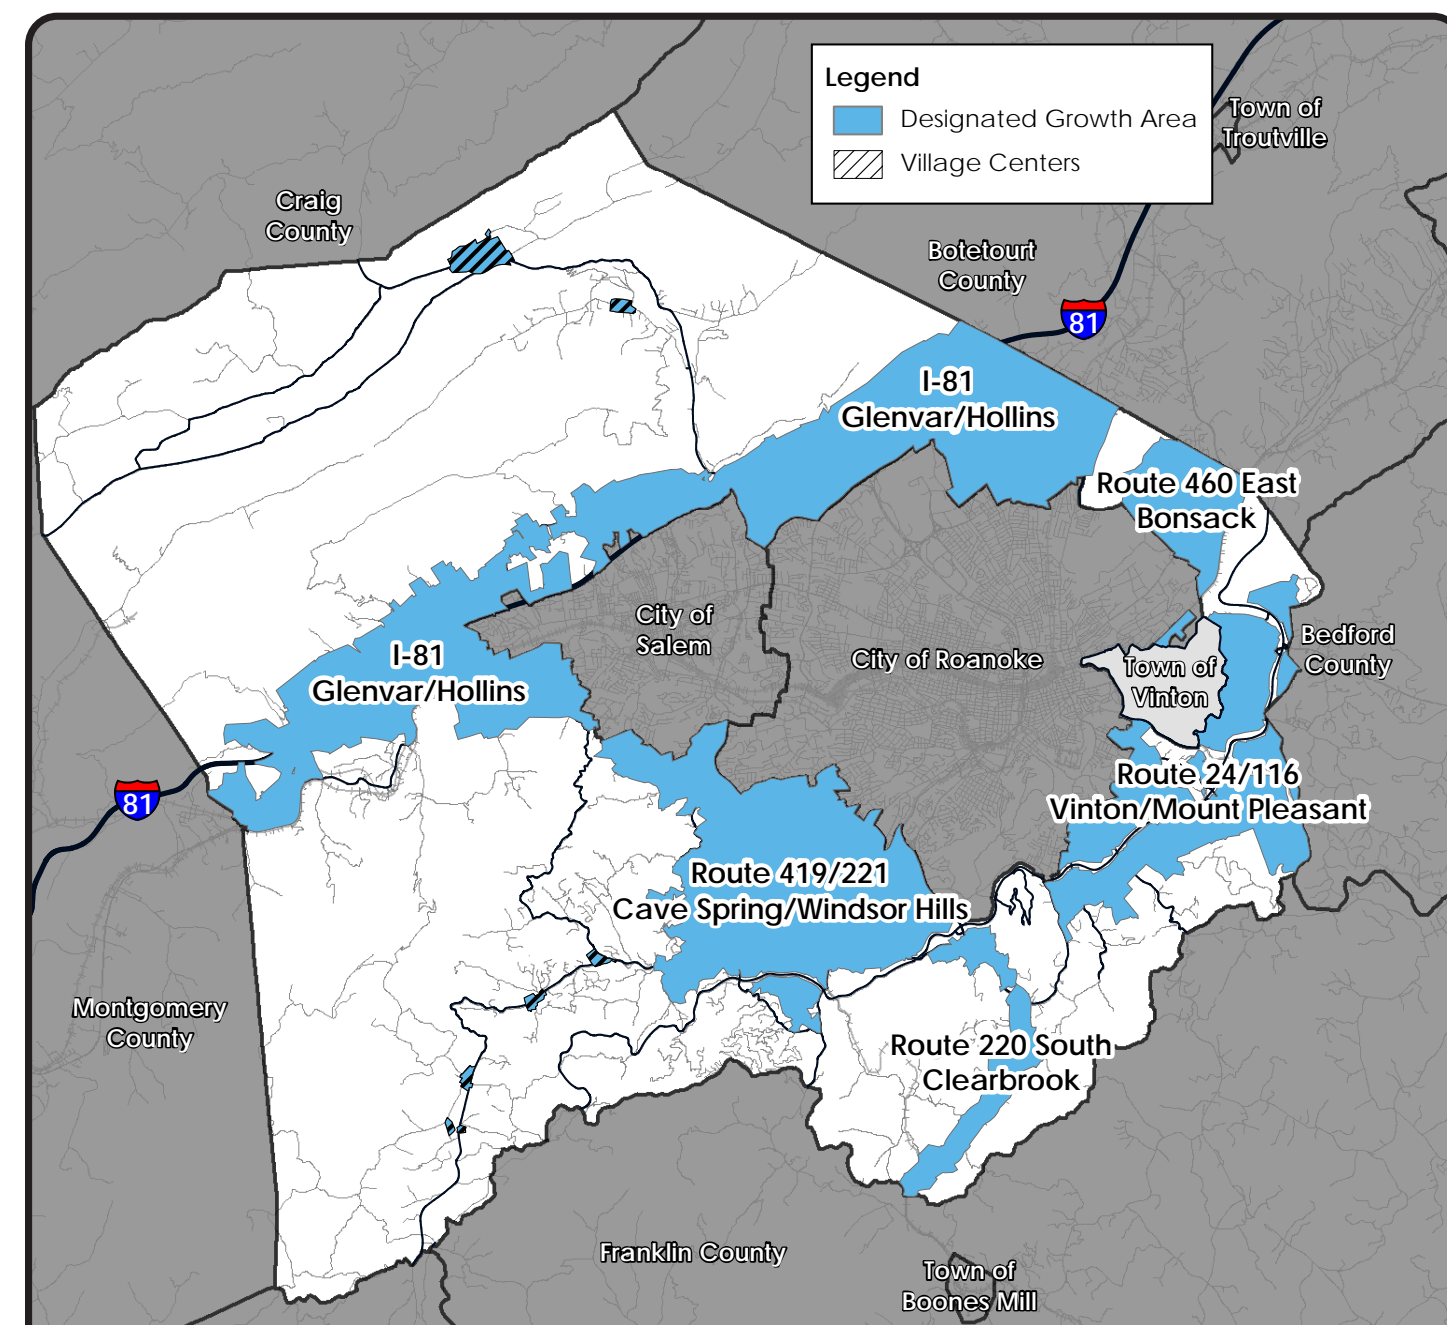 Legend
Designated Growth Area
Village Centers
Town of
Troutville
Craig
County
Botetourt
County
81
I-81
Glenvar/Hollins
Route 460 East
Bonsack
City of
Salem
City of Roanoke
Town of
Vinton
Bedford
County
I-81
Glenvar/Hollins
81
Route 24/116
Vinton/Mount Pleasant
Route 419/221
Cave Spring/Windsor Hills
Montgomery
County
Route 220 South
Clearbrook
Franklin County
Town of
Boones Mill